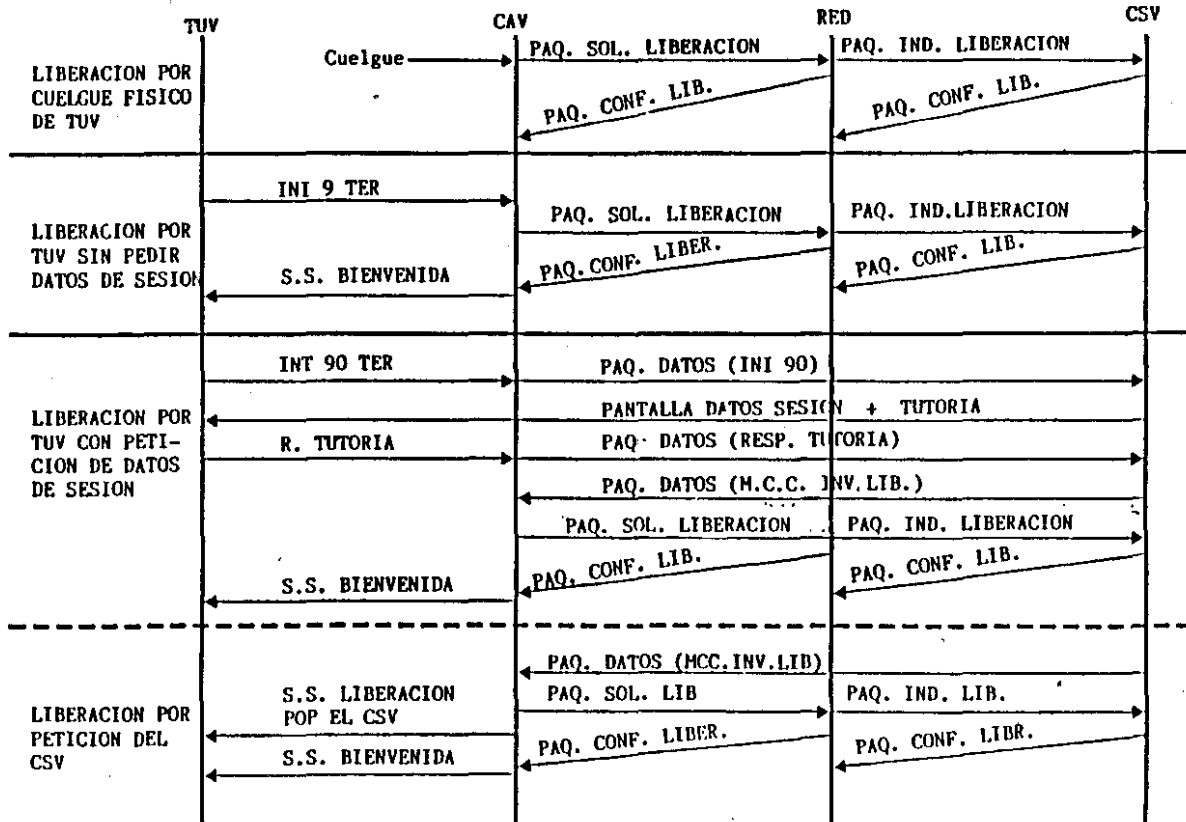 TUV CAV RED CSV
LIBERACION POR
CUELGUE FISICO
DE TUV
Cuelgue
PAQ. SOL. LIBERACION
PAQ. IND. LIBERACION
PAQ. CONF. LIB.
PAQ. CONF. LIB.
LIBERACION POR
TUV SIN PEDIR
DATOS DE SESION
INI 9 TER
PAQ. SOL. LIBERACION
PAQ. IND.LIBERACION
PAQ.CONF. LIBER.
PAQ. CONF. LIB.
S.S. BIENVENIDA
LIBERACION POR
TUV CON PETI-
CION DE DATOS
DE SESION
INT 90 TER
PAQ. DATOS (INI 90)
PANTALLA DATOS SESION + TUTORIA
R. TUTORIA
PAQ. DATOS (RESP. TUTORIA)
PAQ. DATOS (M.C.C. INV.LIB.)
PAQ. SOL. LIBERACION
PAQ. IND. LIBERACION
PAQ. CONF. LIB.
PAQ. CONF. LIB.
S.S. BIENVENIDA
LIBERACION POR
PETICION DEL
CSV
PAQ. DATOS (MCC.INV.LIB)
S.S. LIBERACION
POP EL CSV
PAQ. SOL. LIB
PAQ. IND. LIB.
PAQ. CONF. LIBER.
PAQ. CONF. LIBR.
S.S. BIENVENIDA